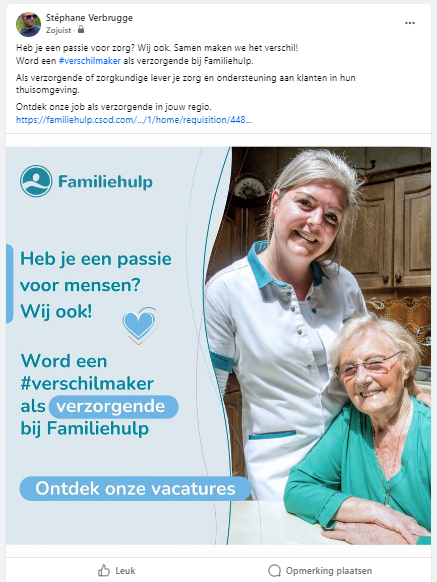 Stéphane Verbrugge
Zojuist ·
Heb je een passie voor zorg? Wij ook. Samen maken we het verschil!
Word een #verschilmaker als verzorgende bij Familiehulp.
Als verzorgende of zorgkundige lever je zorg en ondersteuning aan klanten in hun
thuisomgeving.
Ontdek onze job als verzorgende in jouw regio.
https://familiehulp.csod.com/.../1/home/requisition/448...
Familiehulp
Heb je een passie
voor mensen?
Wij ook!
Word een
#verschilmaker
als verzorgende
bij Familiehulp
Ontdek onze vacatures
Leuk
Opmerking plaatsen